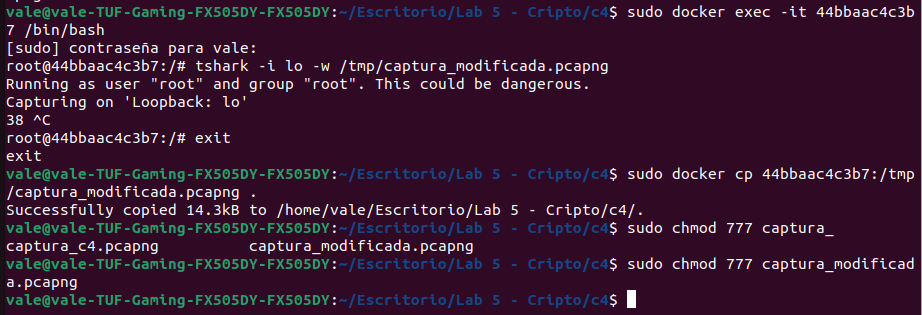 vale@vale-TUF-Gaming-FX505DY-FX505DY:~/Escritorio/Lab 5 - Cripto/c4$ sudo docker exec -it 44bbaac4c3b
7 /bin/bash
[sudo] contraseña para vale:
root@44bbaac4c3b7:/# tshark -i lo -w /tmp/captura_modificada.pcapng
Running as user "root" and group "root". This could be dangerous.
Capturing on 'Loopback: lo'
38 ^C
root@44bbaac4c3b7:/# exit
exit
vale@vale-TUF-Gaming-FX505DY-FX505DY:~/Escritorio/Lab 5 - Cripto/c4$ sudo docker cp 44bbaac4c3b7:/tmp
/captura_modificada.pcapng .
Successfully copied 14.3kB to /home/vale/Escritorio/Lab 5 - Cripto/c4/.
vale@vale-TUF-Gaming-FX505DY-FX505DY:~/Escritorio/Lab 5 - Cripto/c4$ sudo chmod 777 captura_
captura_c4.pcapng          captura_modificada.pcapng
vale@vale-TUF-Gaming-FX505DY-FX505DY:~/Escritorio/Lab 5 - Cripto/c4$ sudo chmod 777 captura_modificad
a.pcapng
vale@vale-TUF-Gaming-FX505DY-FX505DY:~/Escritorio/Lab 5 - Cripto/c4$